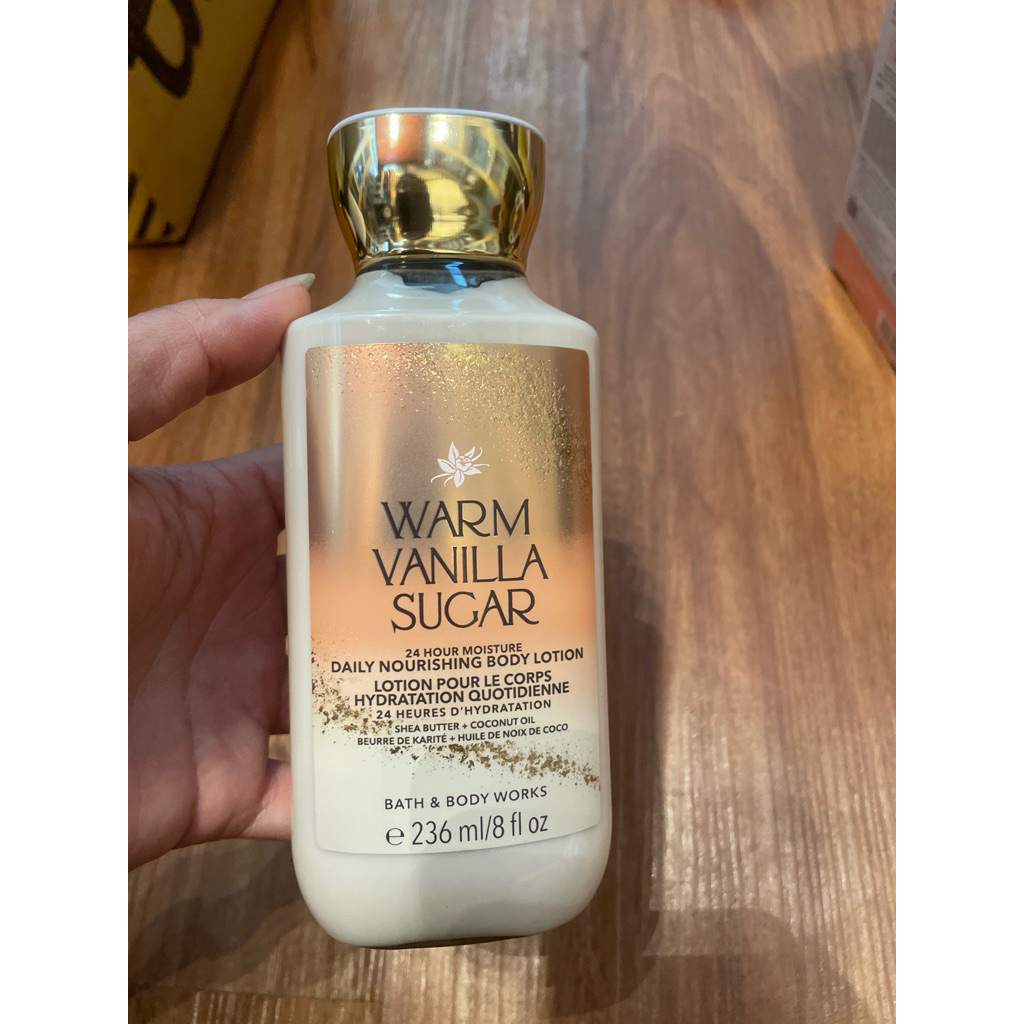 WARM
VANILLA
SUGAR
24 HOUR MOISTURE
DAILY NOURISHING BODY LOTION
LOTION POUR LE CORPS
HYDRATATION QUOTIDIENNE
24 HEURES D'HYDRATATION
SHEA BUTTER + COCONUT OIL
BEURRE DE KARITÉ + HUILE DE NOIX DE COCO
BATH & BODY WORKS
℮ 236 ml/8 fl oz